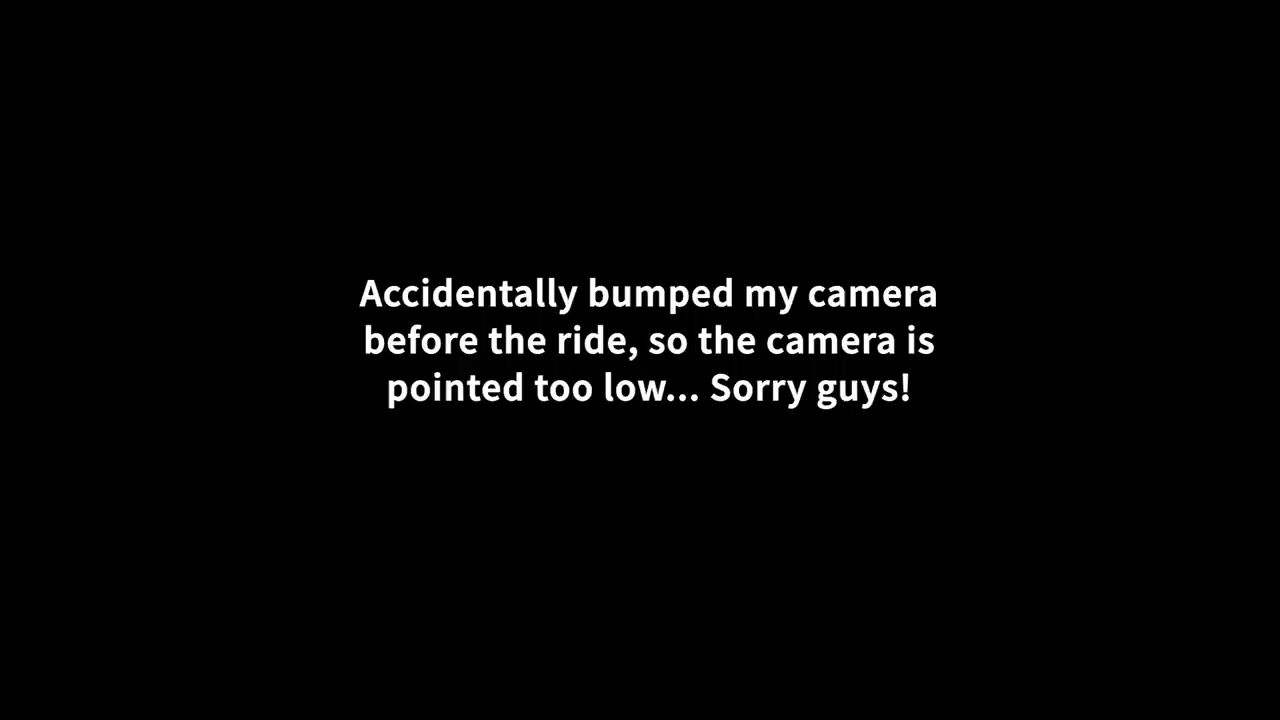 Accidentally bumped my camera
before the ride, so the camera is
pointed too low... Sorry guys!